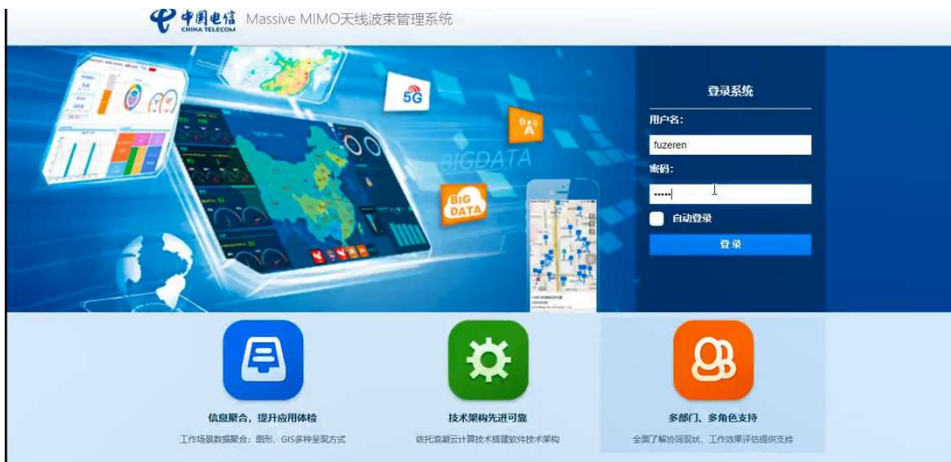 中国电信
CHINA TELECOM
Massive MIMO天线波束管理系统
5G
BIGDATA
BIG
DATA
登录系统
用户名：
fuzeren
密码：
•••••
自动登录
登录
信息聚合，提升应用体检
工作场景数据聚合：图形、GIS多种呈现方式
技术架构先进可靠
依托浪潮云计算技术搭建软件技术架构
多部门、多角色支持
全面了解协同现状、工作效果评估提供支持